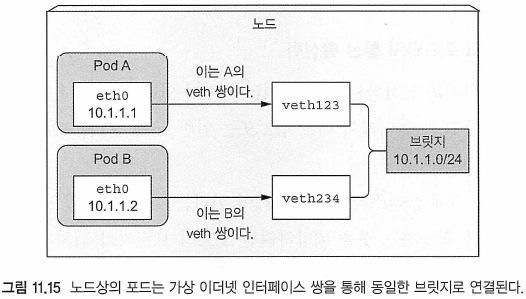 노드
Pod A
eth0
10.1.1.1
이는 A의
veth 쌍이다.
veth123
브릿지
10.1.1.0/24
Pod B
eth0
10.1.1.2
이는 B의
veth 쌍이다.
veth234
그림 11.15 노드상의 포드는 가상 이더넷 인터페이스 쌍을 통해 동일한 브릿지로 연결된다.